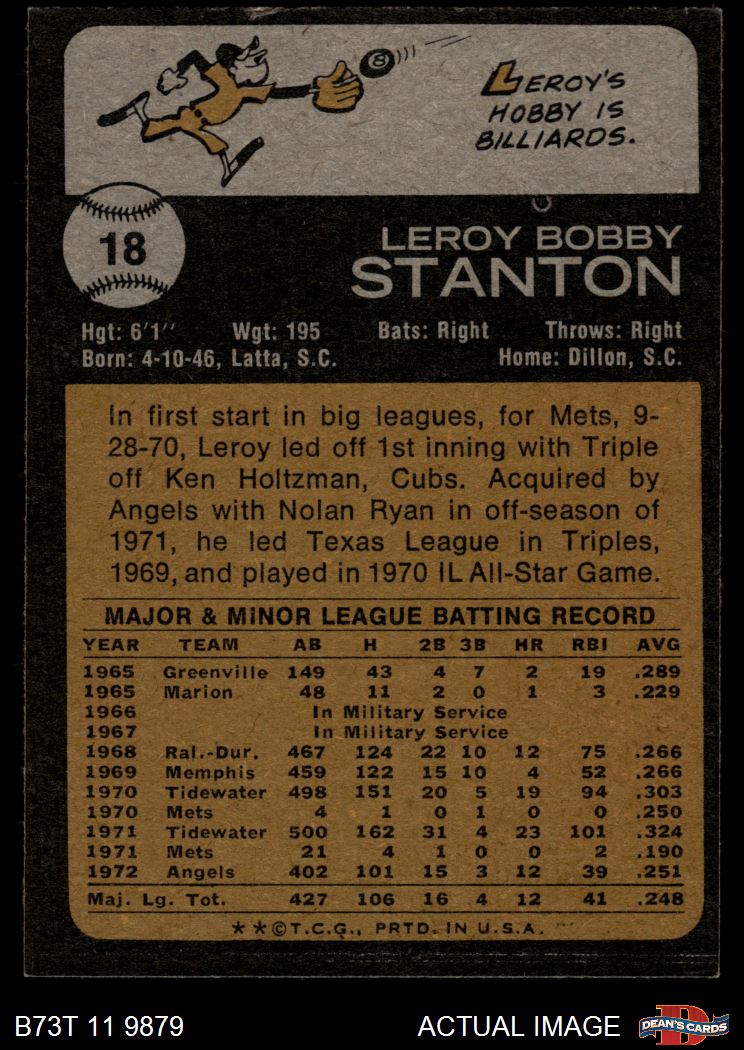 8
LEROY'S
HOBBY IS
BILLIARDS.
18
LEROY BOBBY
STANTON
Hgt: 6'1" Wgt: 195 Bats: Right Throws: Right
Born: 4-10-46, Latta, S.C. Home: Dillon, S.C.
In first start in big leagues, for Mets, 9-
28-70, Leroy led off 1st inning with Triple
off Ken Holtzman, Cubs. Acquired by
Angels with Nolan Ryan in off-season of
1971, he led Texas League in Triples,
1969, and played in 1970 IL All-Star Game.
MAJOR & MINOR LEAGUE BATTING RECORD
YEAR TEAM AB H 2B 3B HR RBI AVG
1965 Greenville 149 43 4 7 2 19 .289
1965 Marion 48 11 2 0 1 3 .229
1966 In Military Service
1967 In Military Service
1968 Ral.-Dur. 467 124 22 10 12 75 .266
1969 Memphis 459 122 15 10 4 52 .266
1970 Tidewater 498 151 20 5 19 94 .303
1970 Mets 4 1 0 1 0 0 .250
1971 Tidewater 500 162 31 4 23 101 .324
1971 Mets 21 4 1 0 0 2 .190
1972 Angels 402 101 15 3 12 39 .251
Maj. Lg. Tot. 427 106 16 4 12 41 .248
**©T.C.G., PRTD. IN U.S.A.
B73T 11 9879 ACTUAL IMAGE DEAN'S CARDS